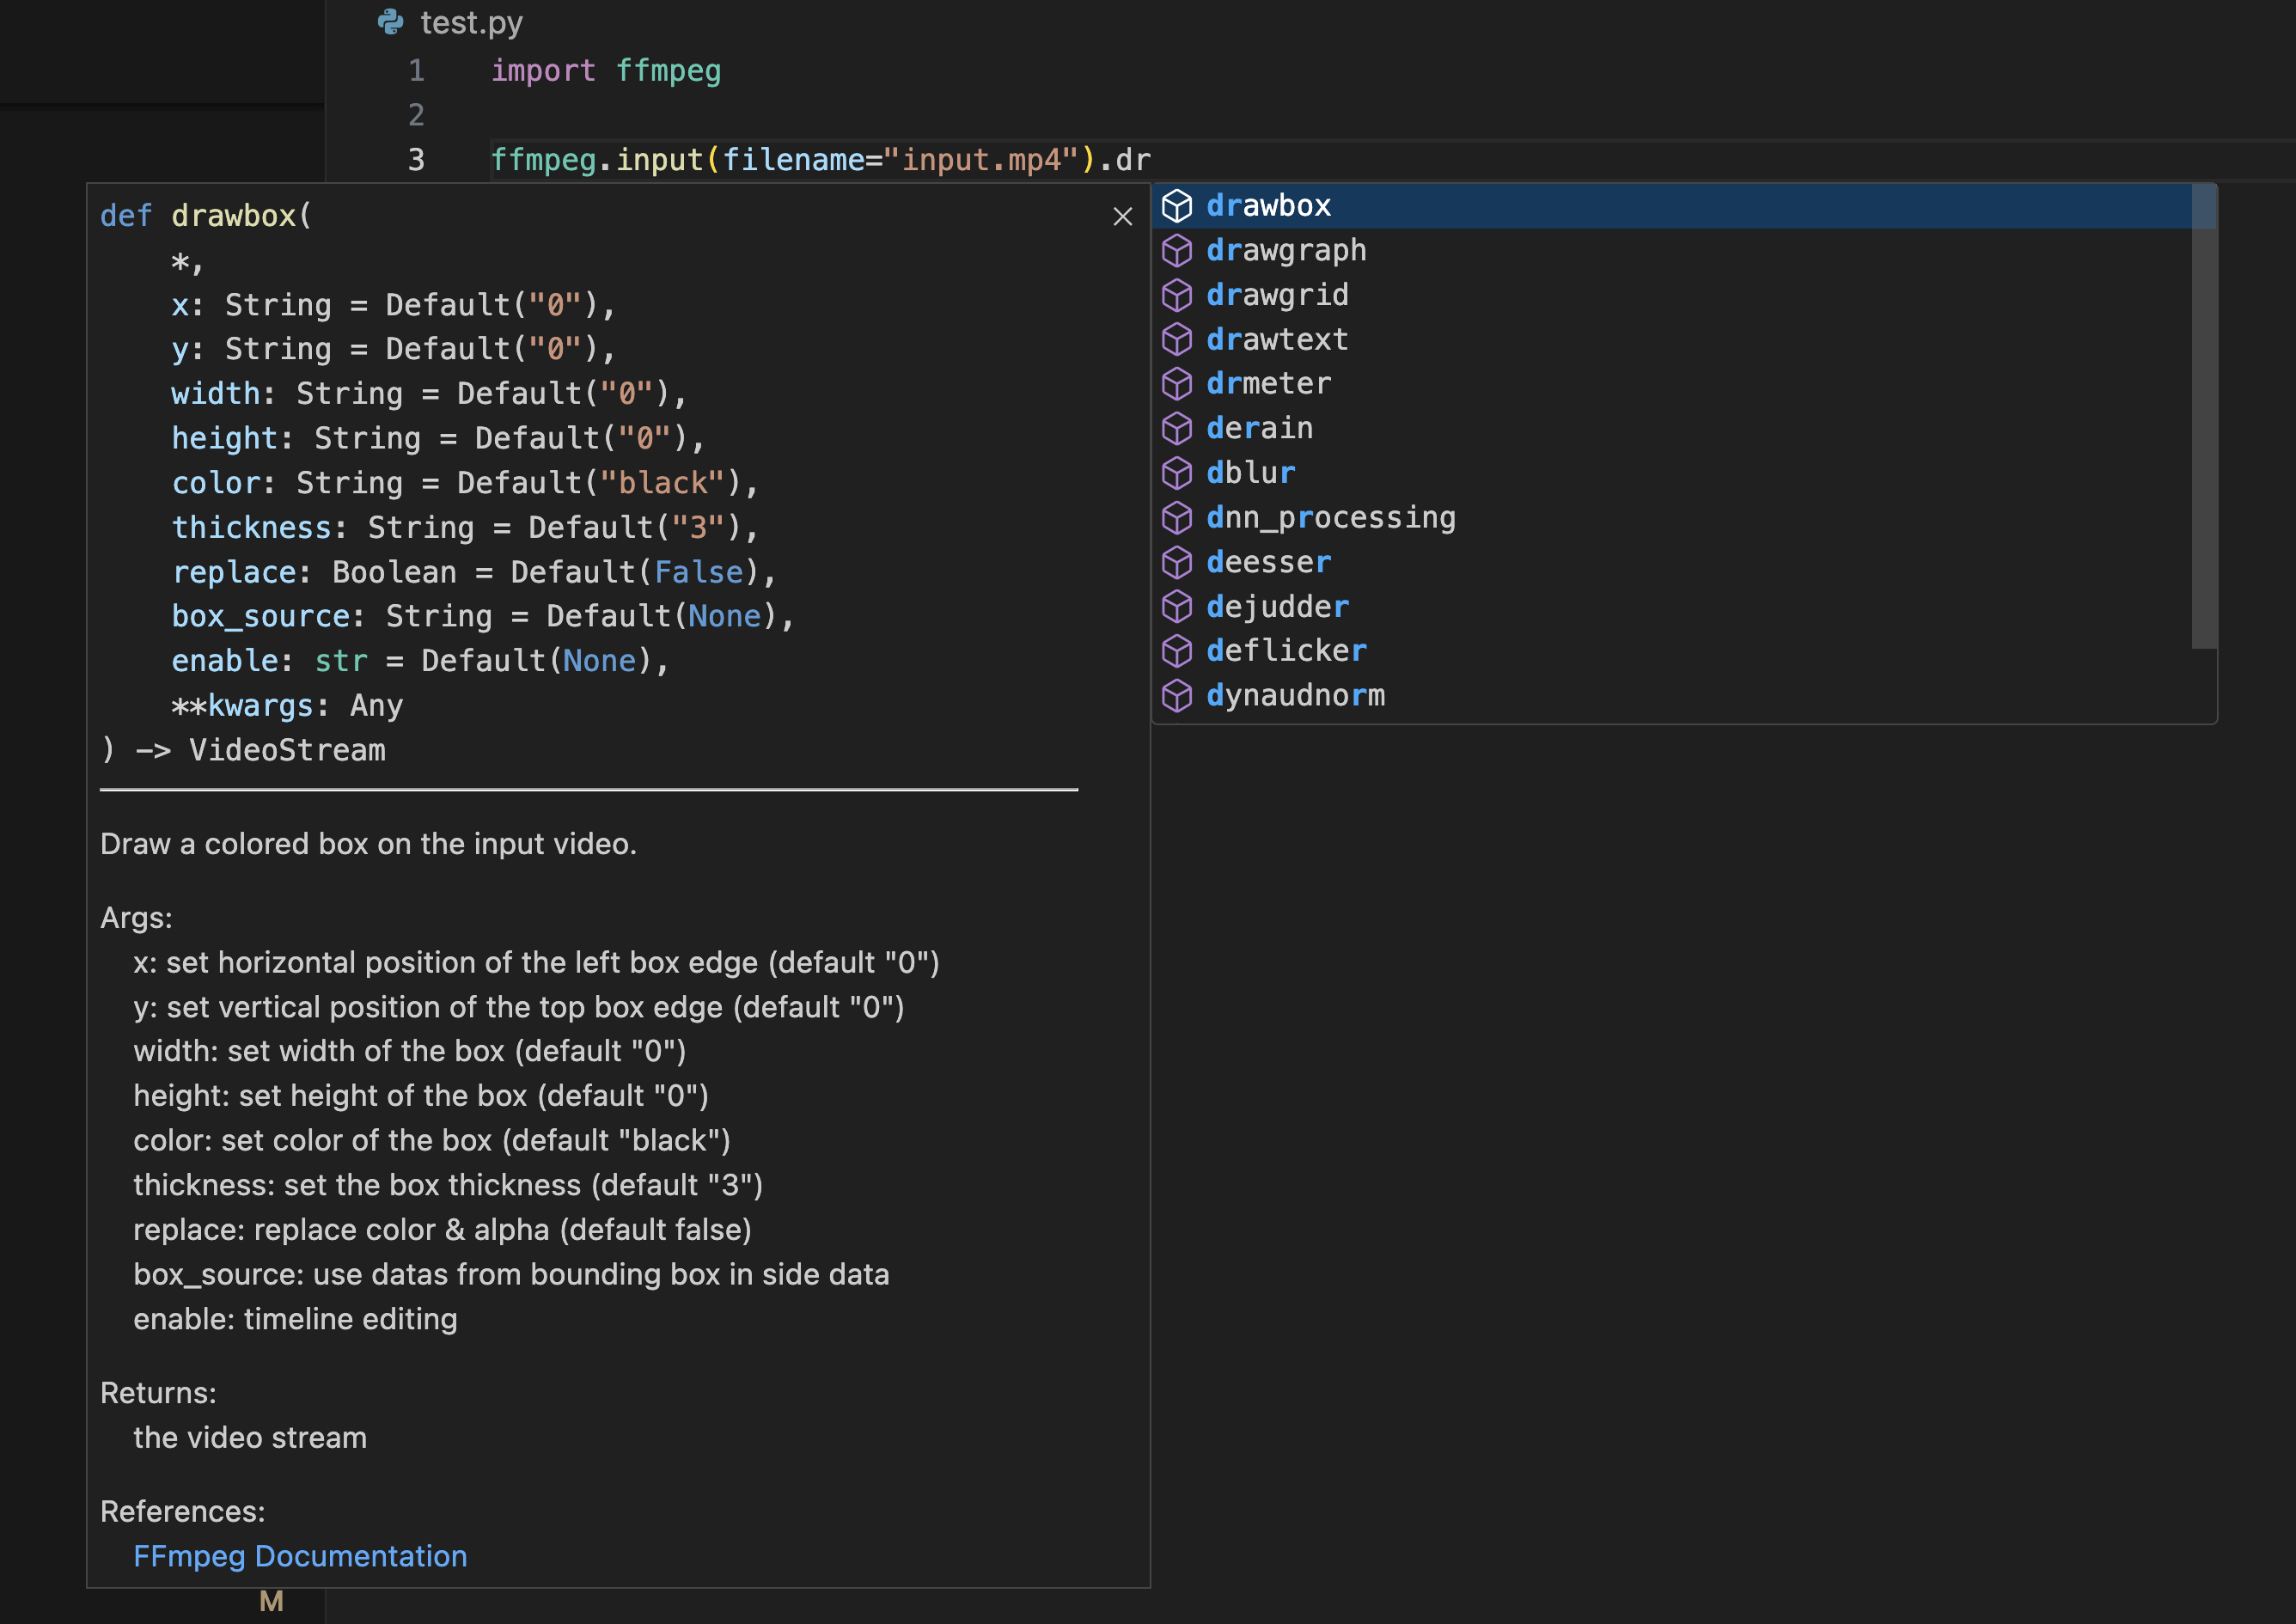 test.py
1 import ffmpeg
2
3 ffmpeg.input(filename="input.mp4").dr
def drawbox(
    *,
    x: String = Default("0"),
    y: String = Default("0"),
    width: String = Default("0"),
    height: String = Default("0"),
    color: String = Default("black"),
    thickness: String = Default("3"),
    replace: Boolean = Default(False),
    box_source: String = Default(None),
    enable: str = Default(None),
    **kwargs: Any
) -> VideoStream
Draw a colored box on the input video.
Args:
    x: set horizontal position of the left box edge (default "0")
    y: set vertical position of the top box edge (default "0")
    width: set width of the box (default "0")
    height: set height of the box (default "0")
    color: set color of the box (default "black")
    thickness: set the box thickness (default "3")
    replace: replace color & alpha (default false)
    box_source: use datas from bounding box in side data
    enable: timeline editing
Returns:
    the video stream
References:
    FFmpeg Documentation
drawbox
drawgraph
drawgrid
drawtext
drmeter
derain
dblur
dnn_processing
deesser
dejudder
deflicker
dynaudnorm
M